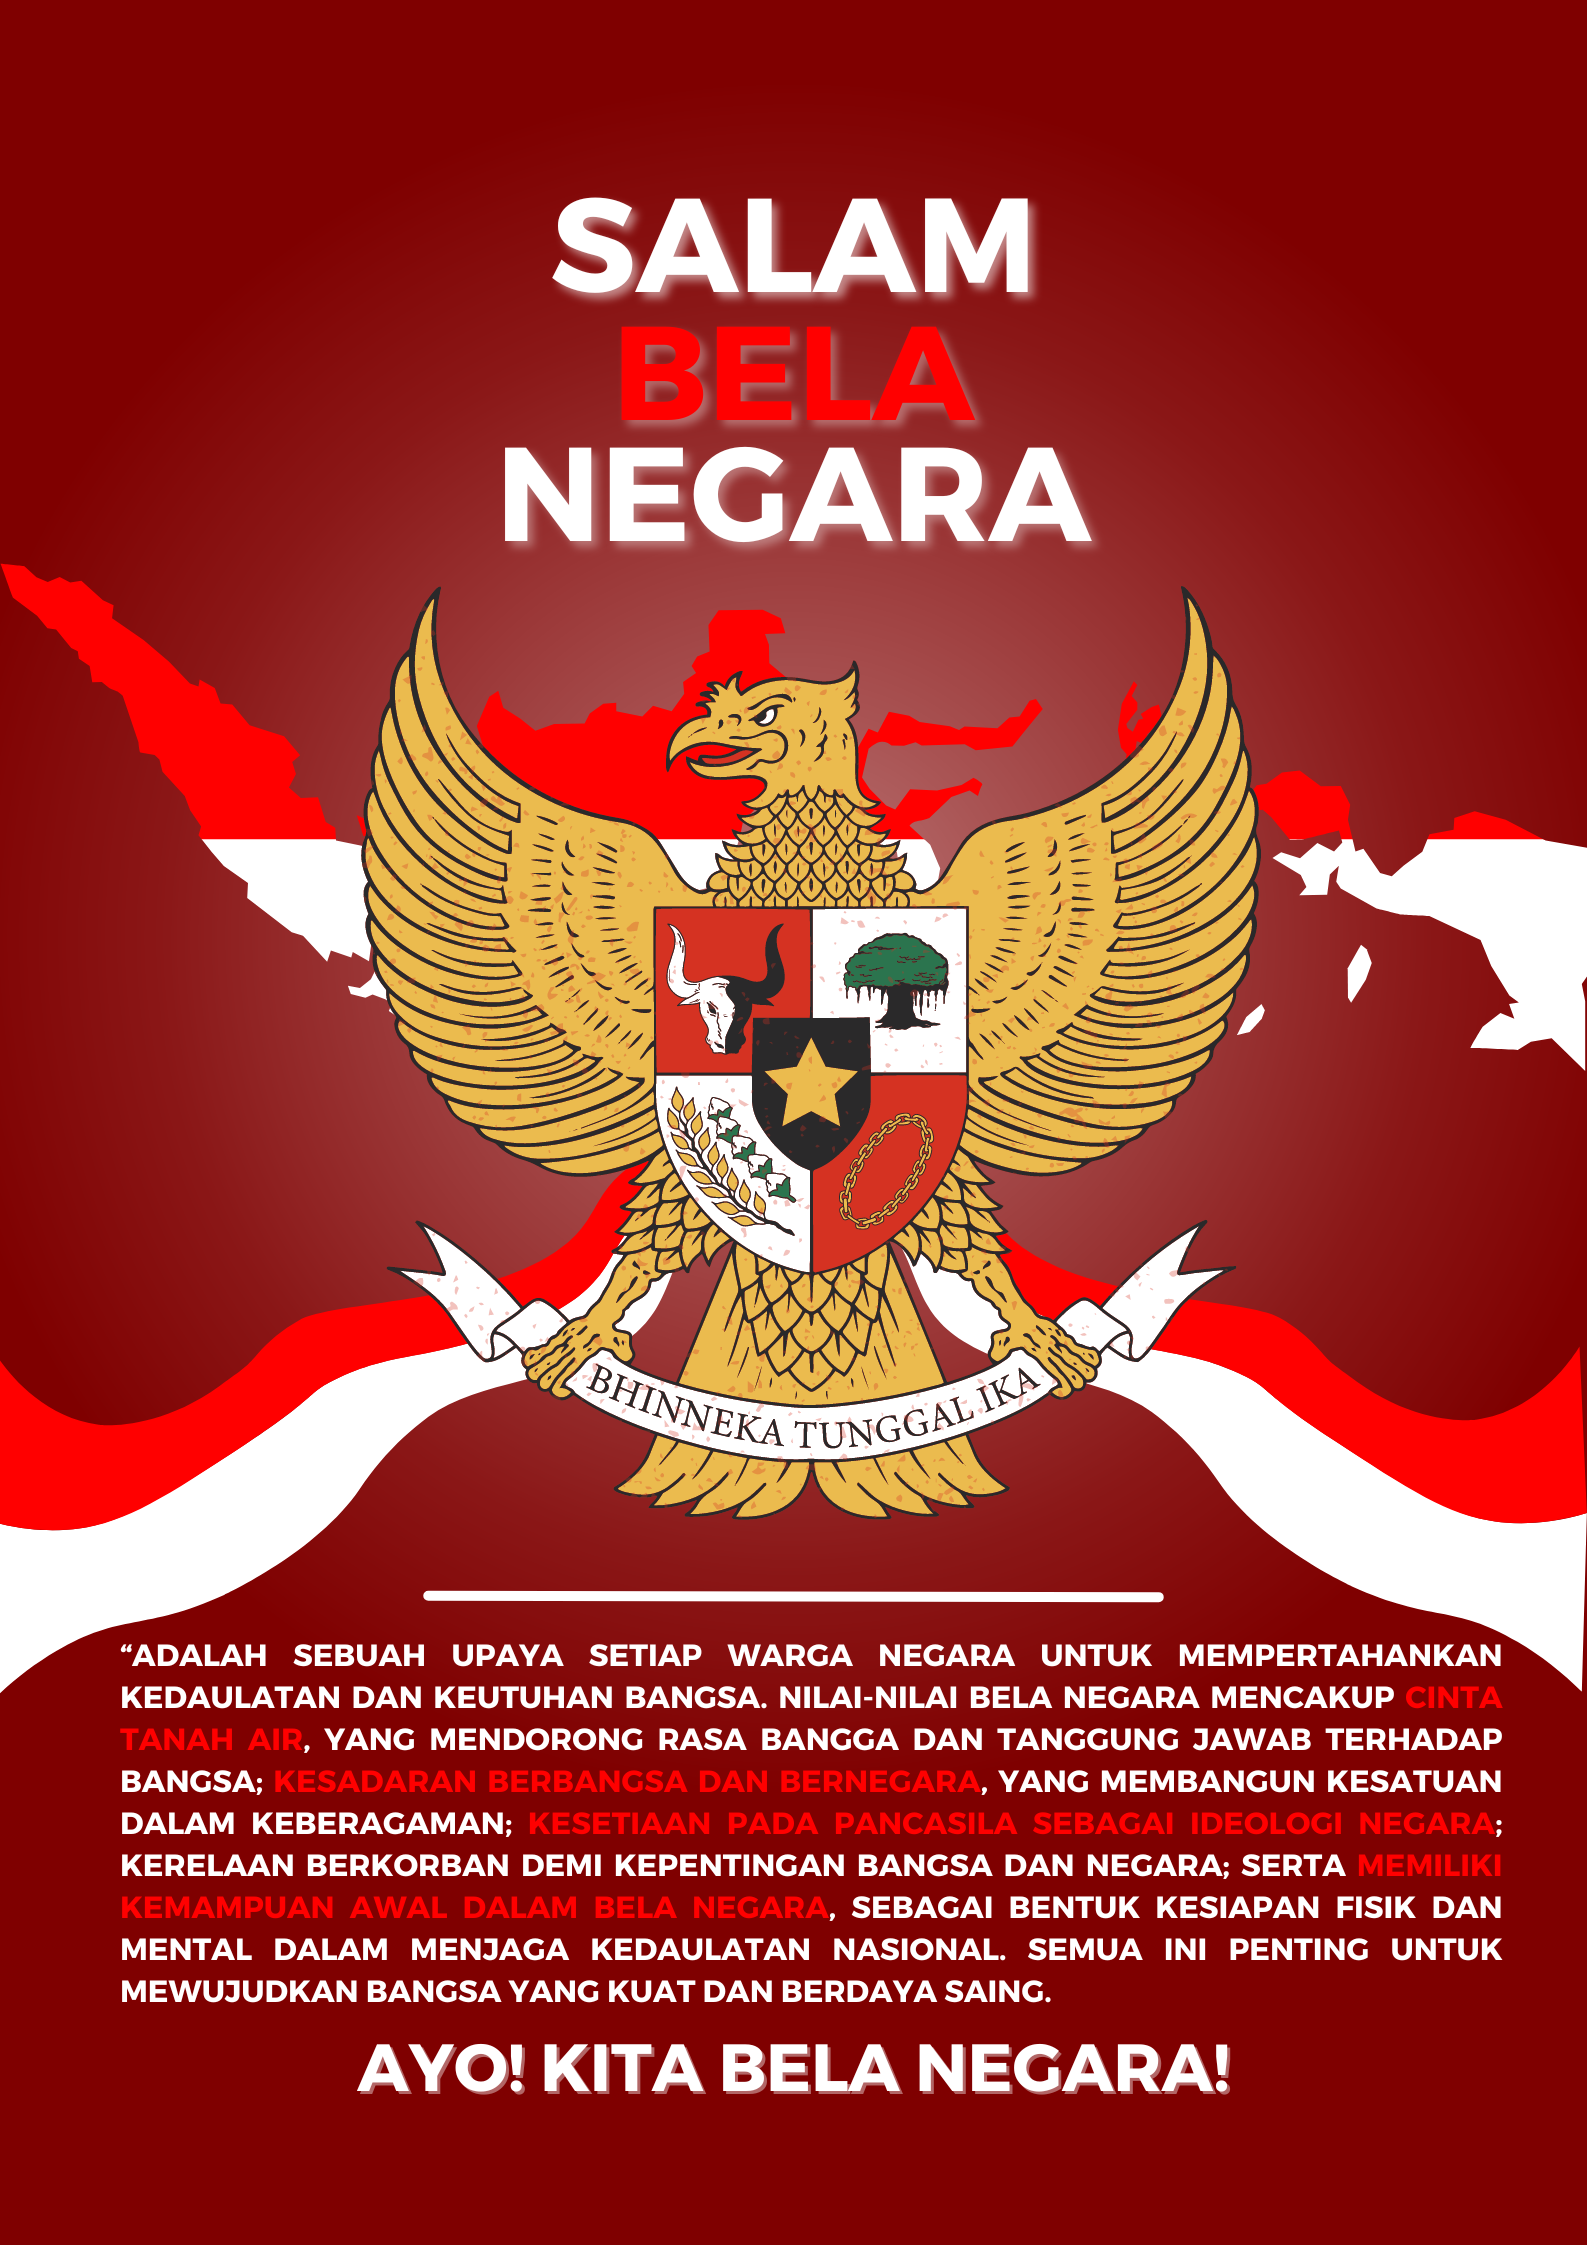 SALAM
BELA
NEGARA
BHINNEKA TUNGGAL IKA
“ADALAH SEBUAH UPAYA SETIAP WARGA NEGARA UNTUK MEMPERTAHANKAN
KEDAULATAN DAN KEUTUHAN BANGSA. NILAI-NILAI BELA NEGARA MENCAKUP CINTA
TANAH AIR, YANG MENDORONG RASA BANGGA DAN TANGGUNG JAWAB TERHADAP
BANGSA; KESADARAN BERBANGSA DAN BERNEGARA, YANG MEMBANGUN KESATUAN
DALAM KEBERAGAMAN; KESETIAAN PADA PANCASILA SEBAGAI IDEOLOGI NEGARA;
KERELAAN BERKORBAN DEMI KEPENTINGAN BANGSA DAN NEGARA; SERTA MEMILIKI
KEMAMPUAN AWAL DALAM BELA NEGARA, SEBAGAI BENTUK KESIAPAN FISIK DAN
MENTAL DALAM MENJAGA KEDAULATAN NASIONAL. SEMUA INI PENTING UNTUK
MEWUJUDKAN BANGSA YANG KUAT DAN BERDAYA SAING.
AYO! KITA BELA NEGARA!